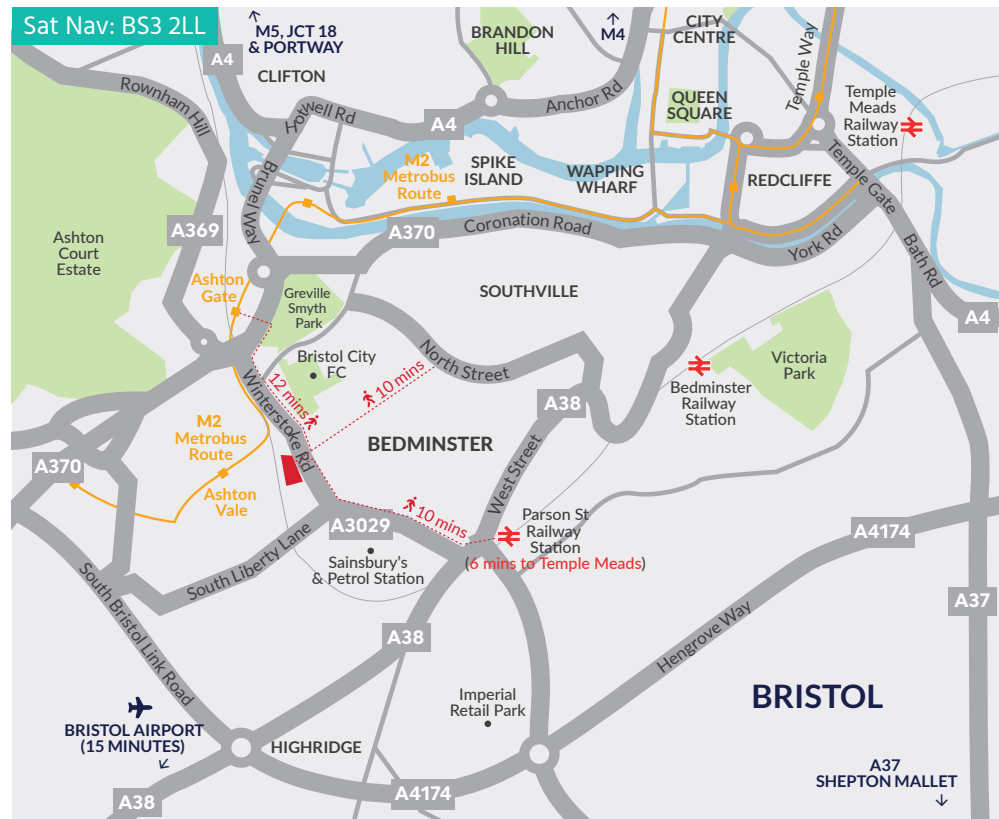 Sat Nav: BS3 2LL
M5, JCT 18
& PORTWAY
A4
CLIFTON
BRANDON
HILL
M4
CITY
CENTRE
Temple Way
Rownham Hill
Hotwell Rd
A4
Anchor Rd
QUEEN
SQUARE
Temple
Meads
Railway
Station
M2
Metrobus
Route
SPIKE
ISLAND
WAPPING
WHARF
REDCLIFFE
Temple Gate
Brunel Way
A369
A370
Coronation Road
York Rd
Bath Rd
Ashton
Court
Estate
Ashton
Gate
Greville
Smyth
Park
SOUTHVILLE
A4
Bristol City
FC
North Street
Victoria
Park
Bedminster
Railway
Station
12 mins
10 mins
A38
Winterstoke Rd
M2
Metrobus
Route
BEDMINSTER
West Street
A370
Ashton
Vale
10 mins
A3029
Parson St
Railway
Station
(6 mins to Temple Meads)
A4174
Sainsbury's
& Petrol Station
South Liberty Lane
South Bristol Link Road
A37
A38
Hengrove Way
Imperial
Retail Park
BRISTOL
BRISTOL AIRPORT
(15 MINUTES)
HIGHRIDGE
A37
SHEPTON MALLET
A38
A4174